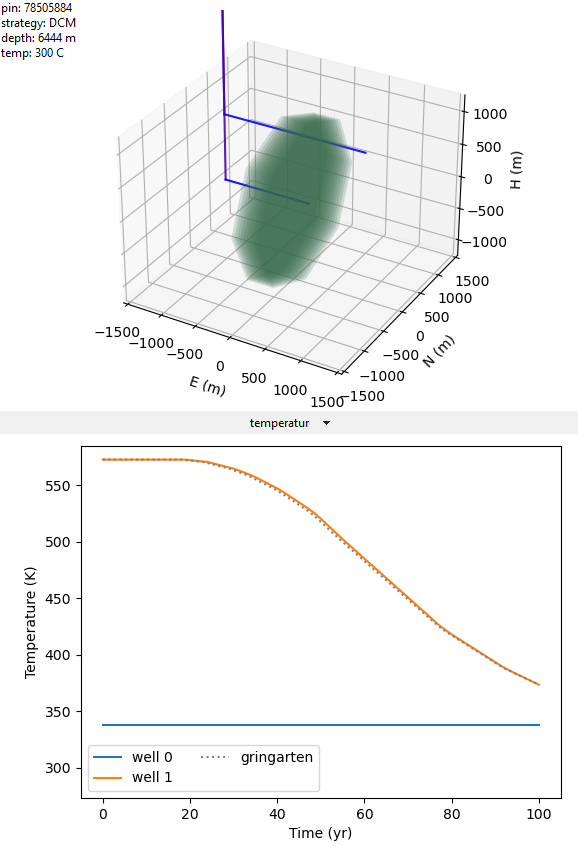 pin: 78505884
strategy: DCM
depth: 6444 m
temp: 300 C
1000
500
0
−500
−1000
H (m)
−1500
−1000
−500
0
500
1000
1500
E (m)
1500
1000
500
0
−500
−1000
−1500
N (m)
temperatur
550
500
450
400
350
300
Temperature (K)
well 0
well 1
gringarten
0 20 40 60 80 100
Time (yr)